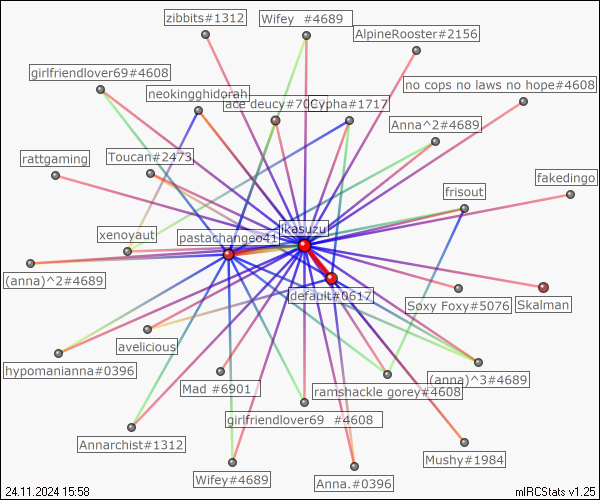 zibbits#1312
Wifey #4689
AlpineRooster#2156
girlfriendlover69#4608
no cops no laws no hope#4608
neokingghidorah
ace deucy#70
Cypha#1717
Anna^2#4689
rattgaming
Toucan#2473
fakedingo
frisout
xenoyaut
pastachange041
ikasuzu
(anna)^2#4689
default#0617
Soxy Foxy#5076
Skalman
avelicious
hypomanianna#0396
(anna)^3#4689
Mad #6901
ramshackle gorey#4608
girlfriendlover69 #4608
Annarchist#1312
Mushy#1984
Wifey#4689
Anna.#0396
24.11.2024 15:58
mIRCStats v1.25